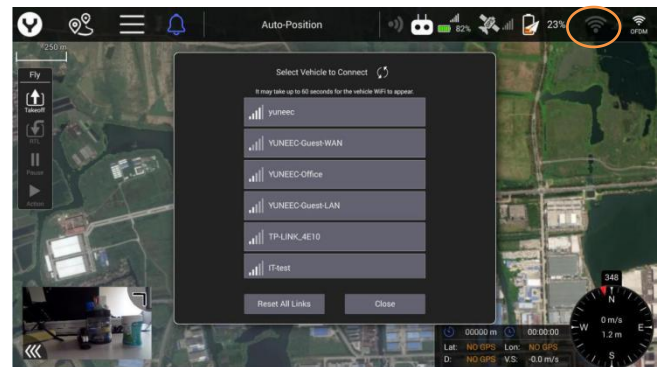 Auto-Position
82%
23%
OFDM
250 m
Fly
Takeoff
RTL
Pause
Action
Select Vehicle to Connect
It may take up to 60 seconds for the vehicle WiFi to appear.
yuneec
YUNEEC-Guest-WAN
YUNEEC-Office
YUNEEC-Guest-LAN
TP-LINK_4E10
IT-test
Reset All Links
Close
348
N
W
E
S
0 m/s
1.2 m
00000 m
00:00:00
Lat: NO GPS Lon: NO GPS
D: NO GPS V.S: -0.0 m/s